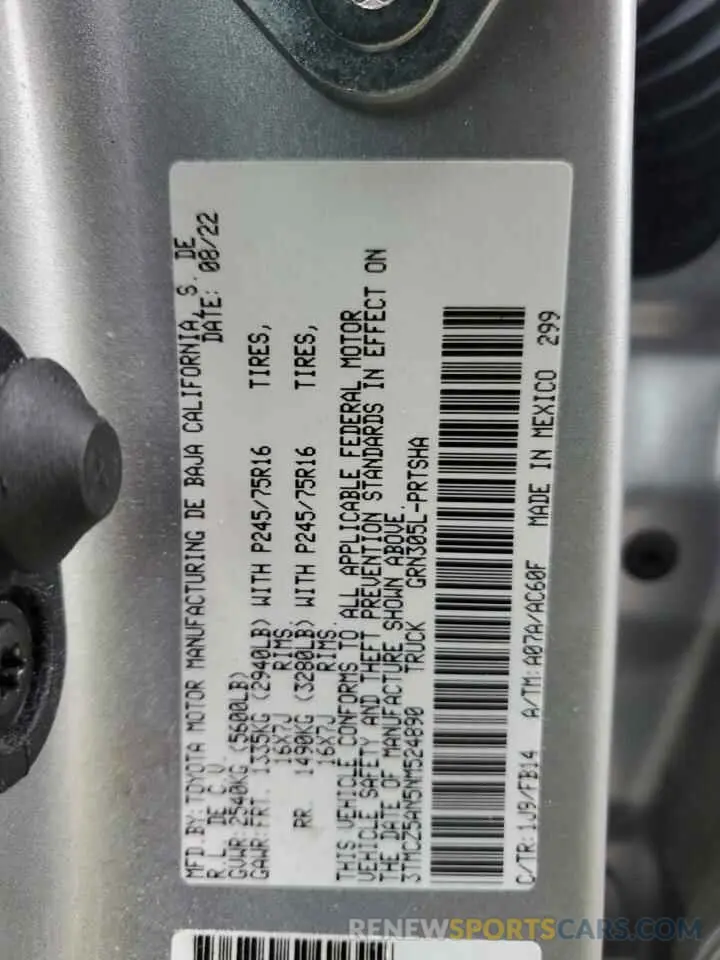 MFD.BY:TOYOTA MOTOR MANUFACTURING DE BAJA CALIFORNIA, S. DE
R.L. DE C.V. DATE: 08/22
GVWR:2540KG (5600LB)
GAWR:FRT. 1335KG (2940LB) WITH P245/75R16 TIRES,
16X7J RIMS.
RR. 1490KG (3280LB) WITH P245/75R16 TIRES,
16X7J RIMS.
THIS VEHICLE CONFORMS TO ALL APPLICABLE FEDERAL MOTOR
VEHICLE SAFETY AND THEFT PREVENTION STANDARDS IN EFFECT ON
THE DATE OF MANUFACTURE SHOWN ABOVE.
3TMCZ5AN5NM524890 TRUCK GRN305L-PRTSHA
C/TR:1J9/FB14 A/TM:A07A/AC60F MADE IN MEXICO 299
REVIEWSPORTSCARS.COM